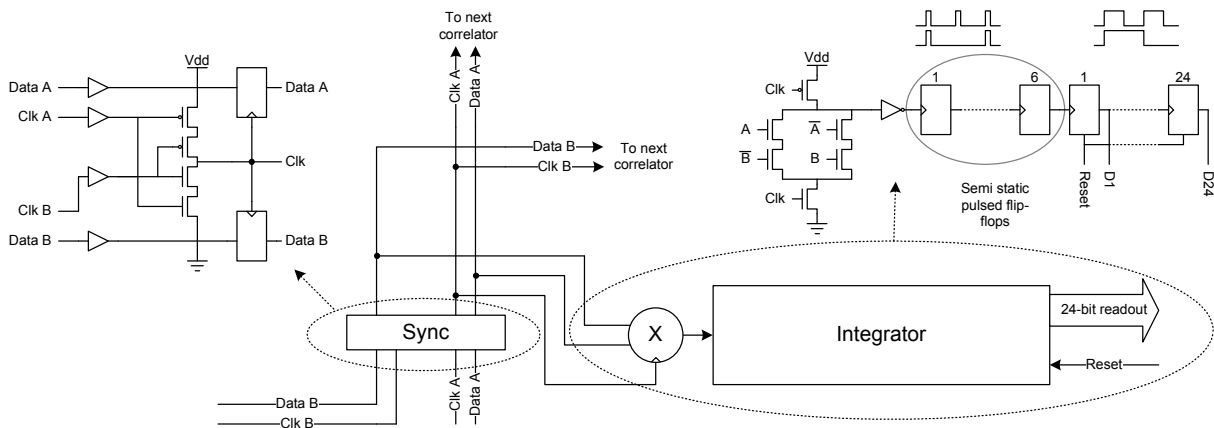 To next
correlator
Clk A
Data A
To next
correlator
Data B
Clk B
Vdd
Data A
Data A
Clk A
Clk
Clk B
Data B
Data B
Vdd
Clk
A
A
B
B
Clk
1
6
1
24
Semi static
pulsed flip-
flops
Reset
D1
D24
Sync
X
Integrator
24-bit readout
Reset
Data B
Clk B
Clk A
Data A